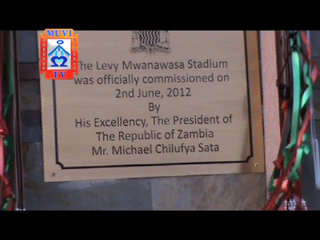 MUVI
TV
The Levy Mwanawasa Stadium
was officially commissioned on
2nd June, 2012
By
His Excellency, The President of
The Republic of Zambia
Mr. Michael Chilufya Sata